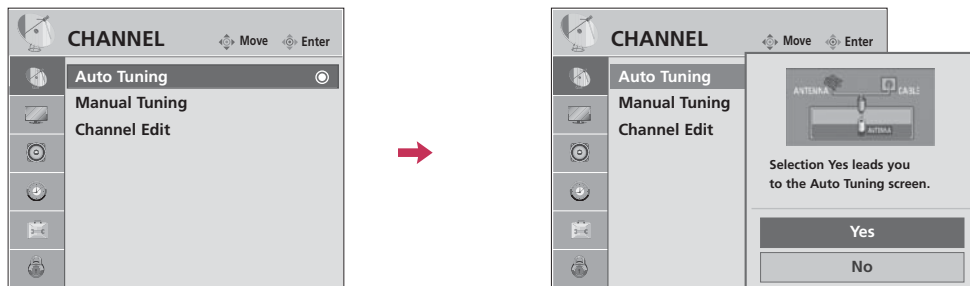 CHANNEL Move Enter
Auto Tuning
Manual Tuning
Channel Edit
CHANNEL Move Enter
Auto Tuning
Manual Tuning
Channel Edit
ANTENNA CABLE
ANTENNA
Selection Yes leads you
to the Auto Tuning screen.
Yes
No